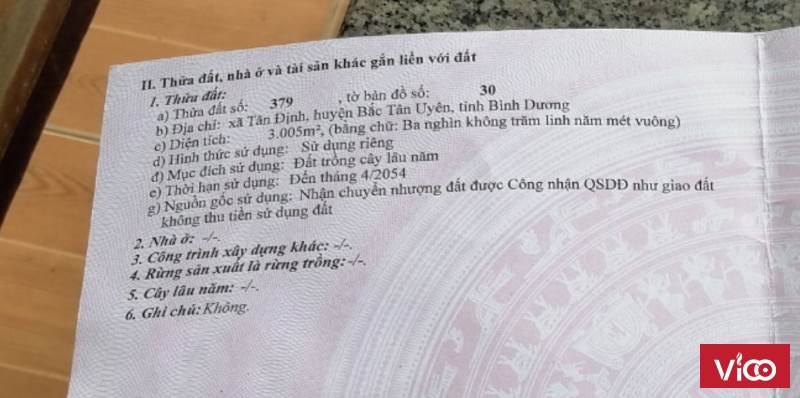 II. Thửa đất, nhà ở và tài sản khác gắn liền với đất
1. Thửa đất:
a) Thửa đất số: 379 , tờ bản đồ số: 30
b) Địa chỉ: xã Tân Định, huyện Bắc Tân Uyên, tỉnh Bình Dương
c) Diện tích: 3.005m², (bằng chữ: Ba nghìn không trăm linh năm mét vuông)
d) Hình thức sử dụng: Sử dụng riêng
đ) Mục đích sử dụng: Đất trồng cây lâu năm
e) Thời hạn sử dụng: Đến tháng 4/2054
g) Nguồn gốc sử dụng: Nhận chuyển nhượng đất được Công nhận QSDĐ như giao đất
không thu tiền sử dụng đất
2. Nhà ở: -/-.
3. Công trình xây dựng khác: -/-.
4. Rừng sản xuất là rừng trồng: -/-.
5. Cây lâu năm: -/-.
6. Ghi chú: Không.
Vico